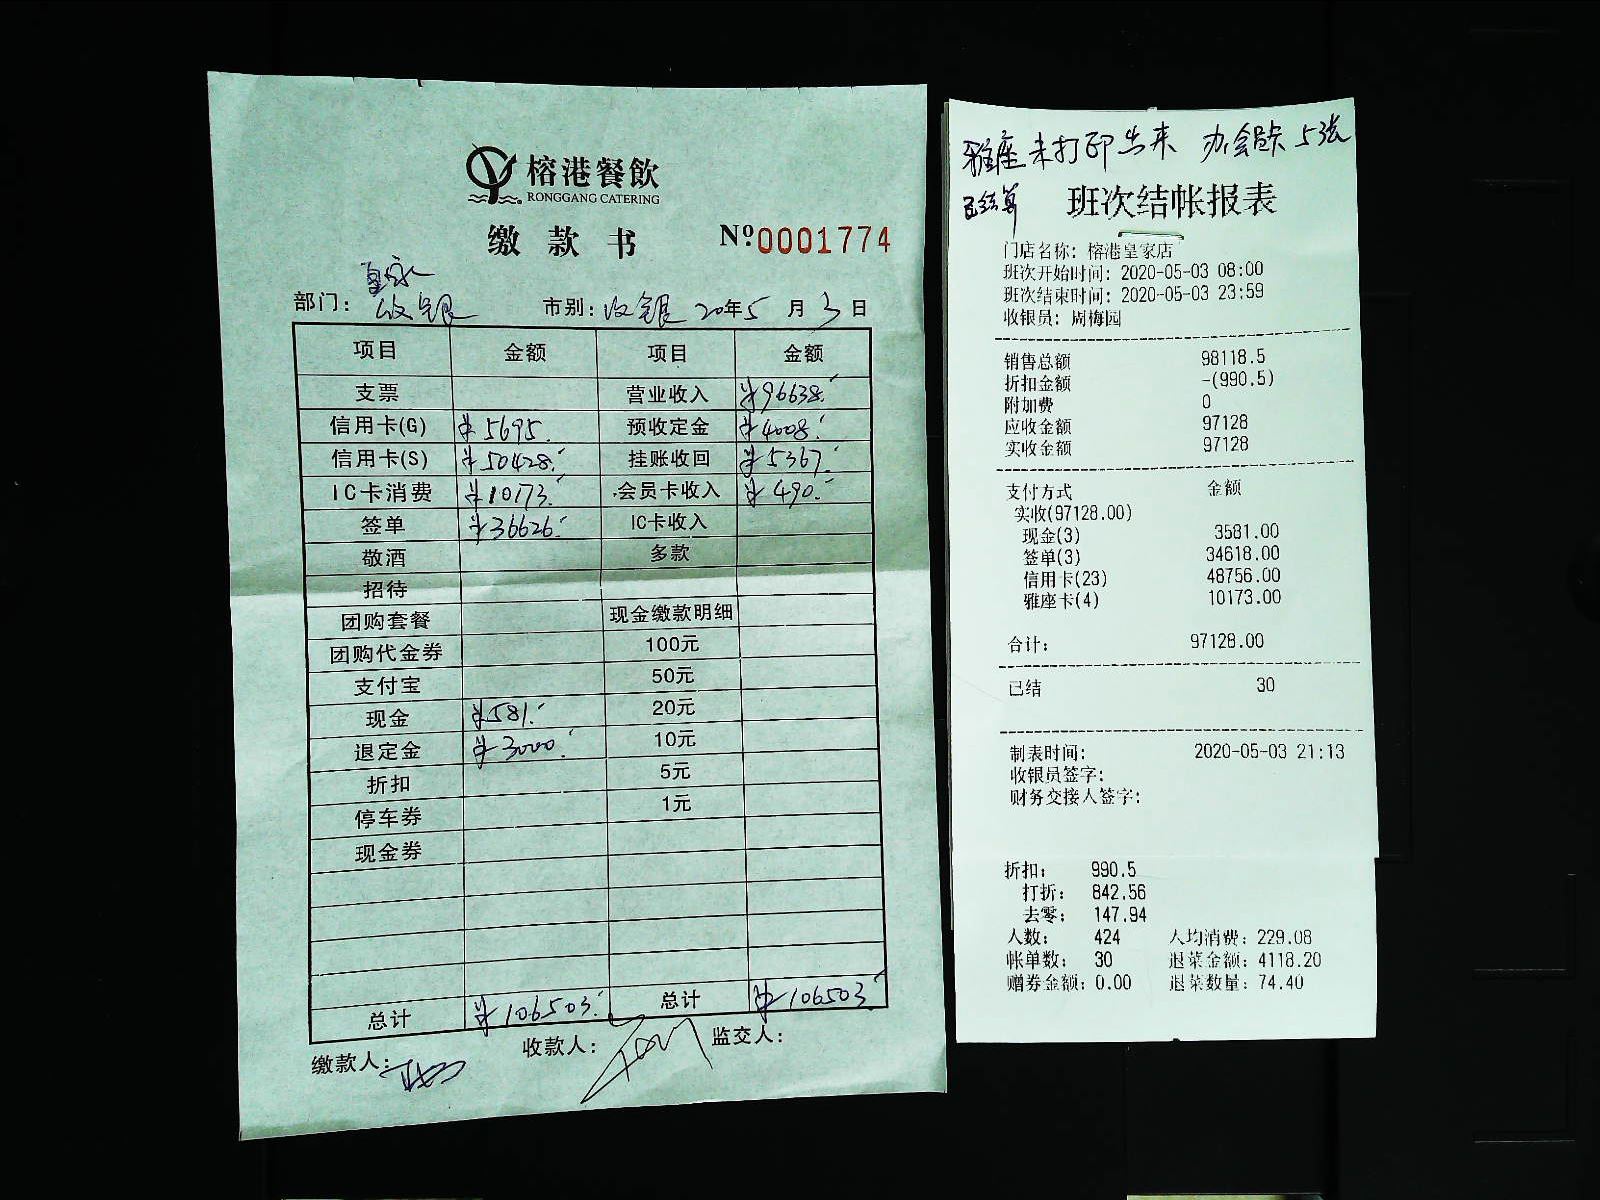 榕港餐飲
RONGGANG CATERING
缴款书 Nº 0001774
皇家
部门： 收银 市别： 收银 20年5月3日
项目 金额 项目 金额
支票 营业收入 ¥96638.-
信用卡(G) ¥5695. 预收定金 ¥4008.-
信用卡(S) ¥50428.- 挂账收回 ¥5367.-
IC卡消费 ¥10173.- 会员卡收入 ¥490.-
签单 ¥36626.- IC卡收入
敬酒 多款
招待
团购套餐 现金缴款明细
团购代金券 100元
支付宝 50元
现金 ¥581.- 20元
退定金 ¥3000.- 10元
折扣 5元
停车券 1元
现金券
总计 ¥106503.- 总计 ¥106503.-
缴款人： 收款人： 监交人：
雅座未打印出来 办会员卡5张
已结算
班次结帐报表
门店名称: 榕港皇家店
班次开始时间: 2020-05-03 08:00
班次结束时间: 2020-05-03 23:59
收银员: 周梅园
销售总额 98118.5
折扣金额 -(990.5)
附加费 0
应收金额 97128
实收金额 97128
支付方式 金额
实收(97128.00)
现金(3) 3581.00
签单(3) 34618.00
信用卡(23) 48756.00
雅座卡(4) 10173.00
合计: 97128.00
已结 30
制表时间: 2020-05-03 21:13
收银员签字:
财务交接人签字:
折扣: 990.5
打折: 842.56
去零: 147.94
人数: 424 人均消费: 229.08
帐单数: 30 退菜金额: 4118.20
赠券金额: 0.00 退菜数量: 74.40